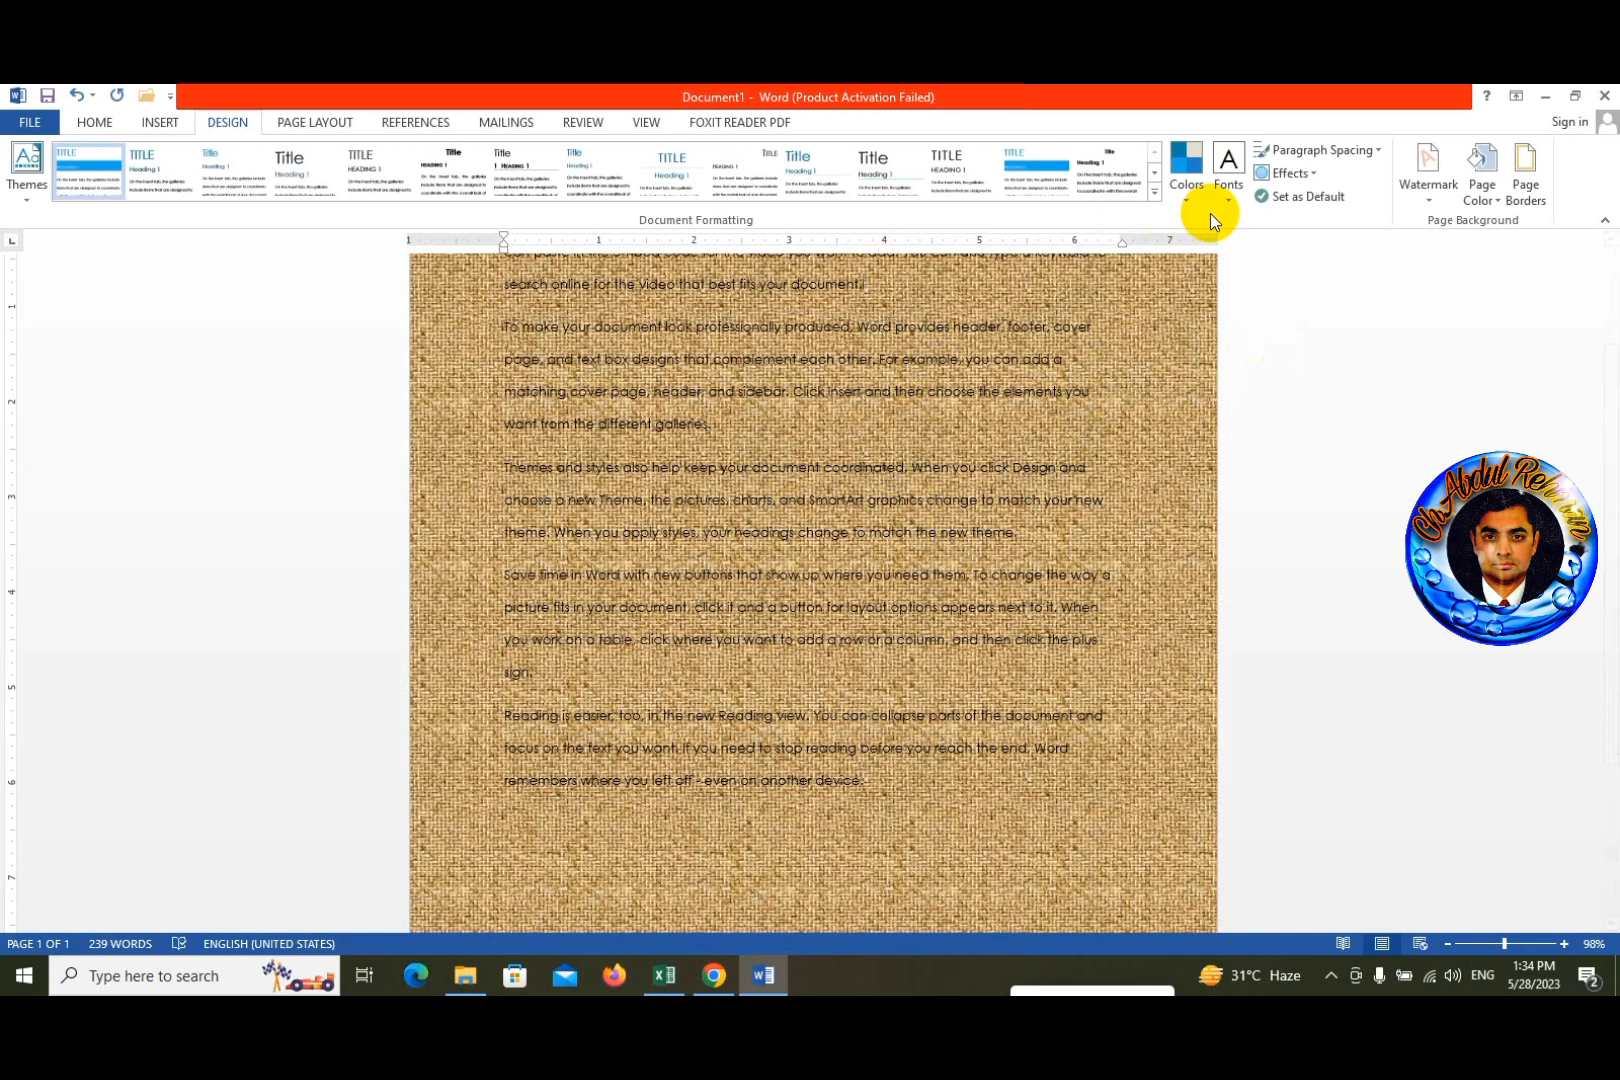 Document1 - Word (Product Activation Failed)
FILE HOME INSERT DESIGN PAGE LAYOUT REFERENCES MAILINGS REVIEW VIEW FOXIT READER PDF Sign in
Themes
Colors
Fonts
Paragraph Spacing
Effects
Set as Default
Watermark
Page Color
Page Borders
Document Formatting
Page Background
search online for the video that best fits your document.
To make your document look professionally produced, Word provides header, footer, cover
page, and text box designs that complement each other. For example, you can add a
matching cover page, header, and sidebar. Click Insert and then choose the elements you
want from the different galleries.
Themes and styles also help keep your document coordinated. When you click Design and
choose a new Theme, the pictures, charts, and SmartArt graphics change to match your new
theme. When you apply styles, your headings change to match the new theme.
Save time in Word with new buttons that show up where you need them. To change the way a
picture fits in your document, click it and a button for layout options appears next to it. When
you work on a table, click where you want to add a row or a column, and then click the plus
sign.
Reading is easier, too, in the new Reading view. You can collapse parts of the document and
focus on the text you want. If you need to stop reading before you reach the end, Word
remembers where you left off - even on another device.
Ch Abdul Rehman
PAGE 1 OF 1 239 WORDS ENGLISH (UNITED STATES) 98%
Type here to search
31°C Haze
ENG
1:34 PM
5/28/2023
2